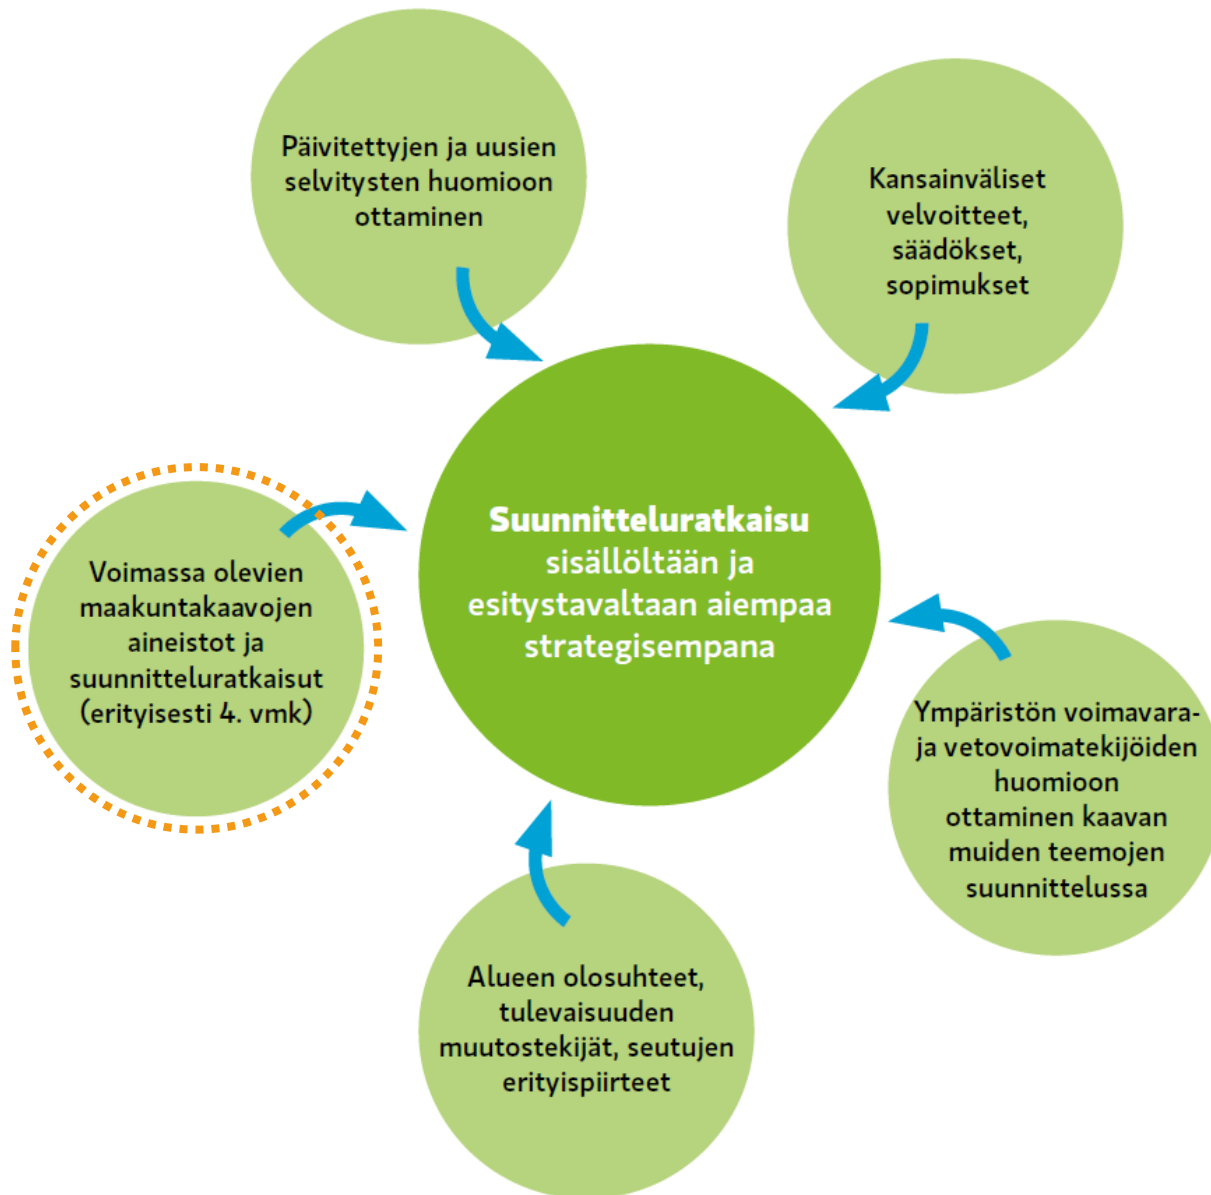 Päivitettyjen ja uusien
selvitysten huomioon
ottaminen
Kansainväliset
velvoitteet,
säädökset,
sopimukset
Suunnitteluratkaisu
sisällöltään ja
esitystavaltaan aiempaa
strategisempana
Voimassa olevien
maakuntakaavojen
aineistot ja
suunnitteluratkaisut
(erityisesti 4. vmk)
Ympäristön voimavara-
ja vetovoimatekijöiden
huomioon
ottaminen kaavan
muiden teemojen
suunnittelussa
Alueen olosuhteet,
tulevaisuuden
muutostekijät, seutujen
erityispiirteet